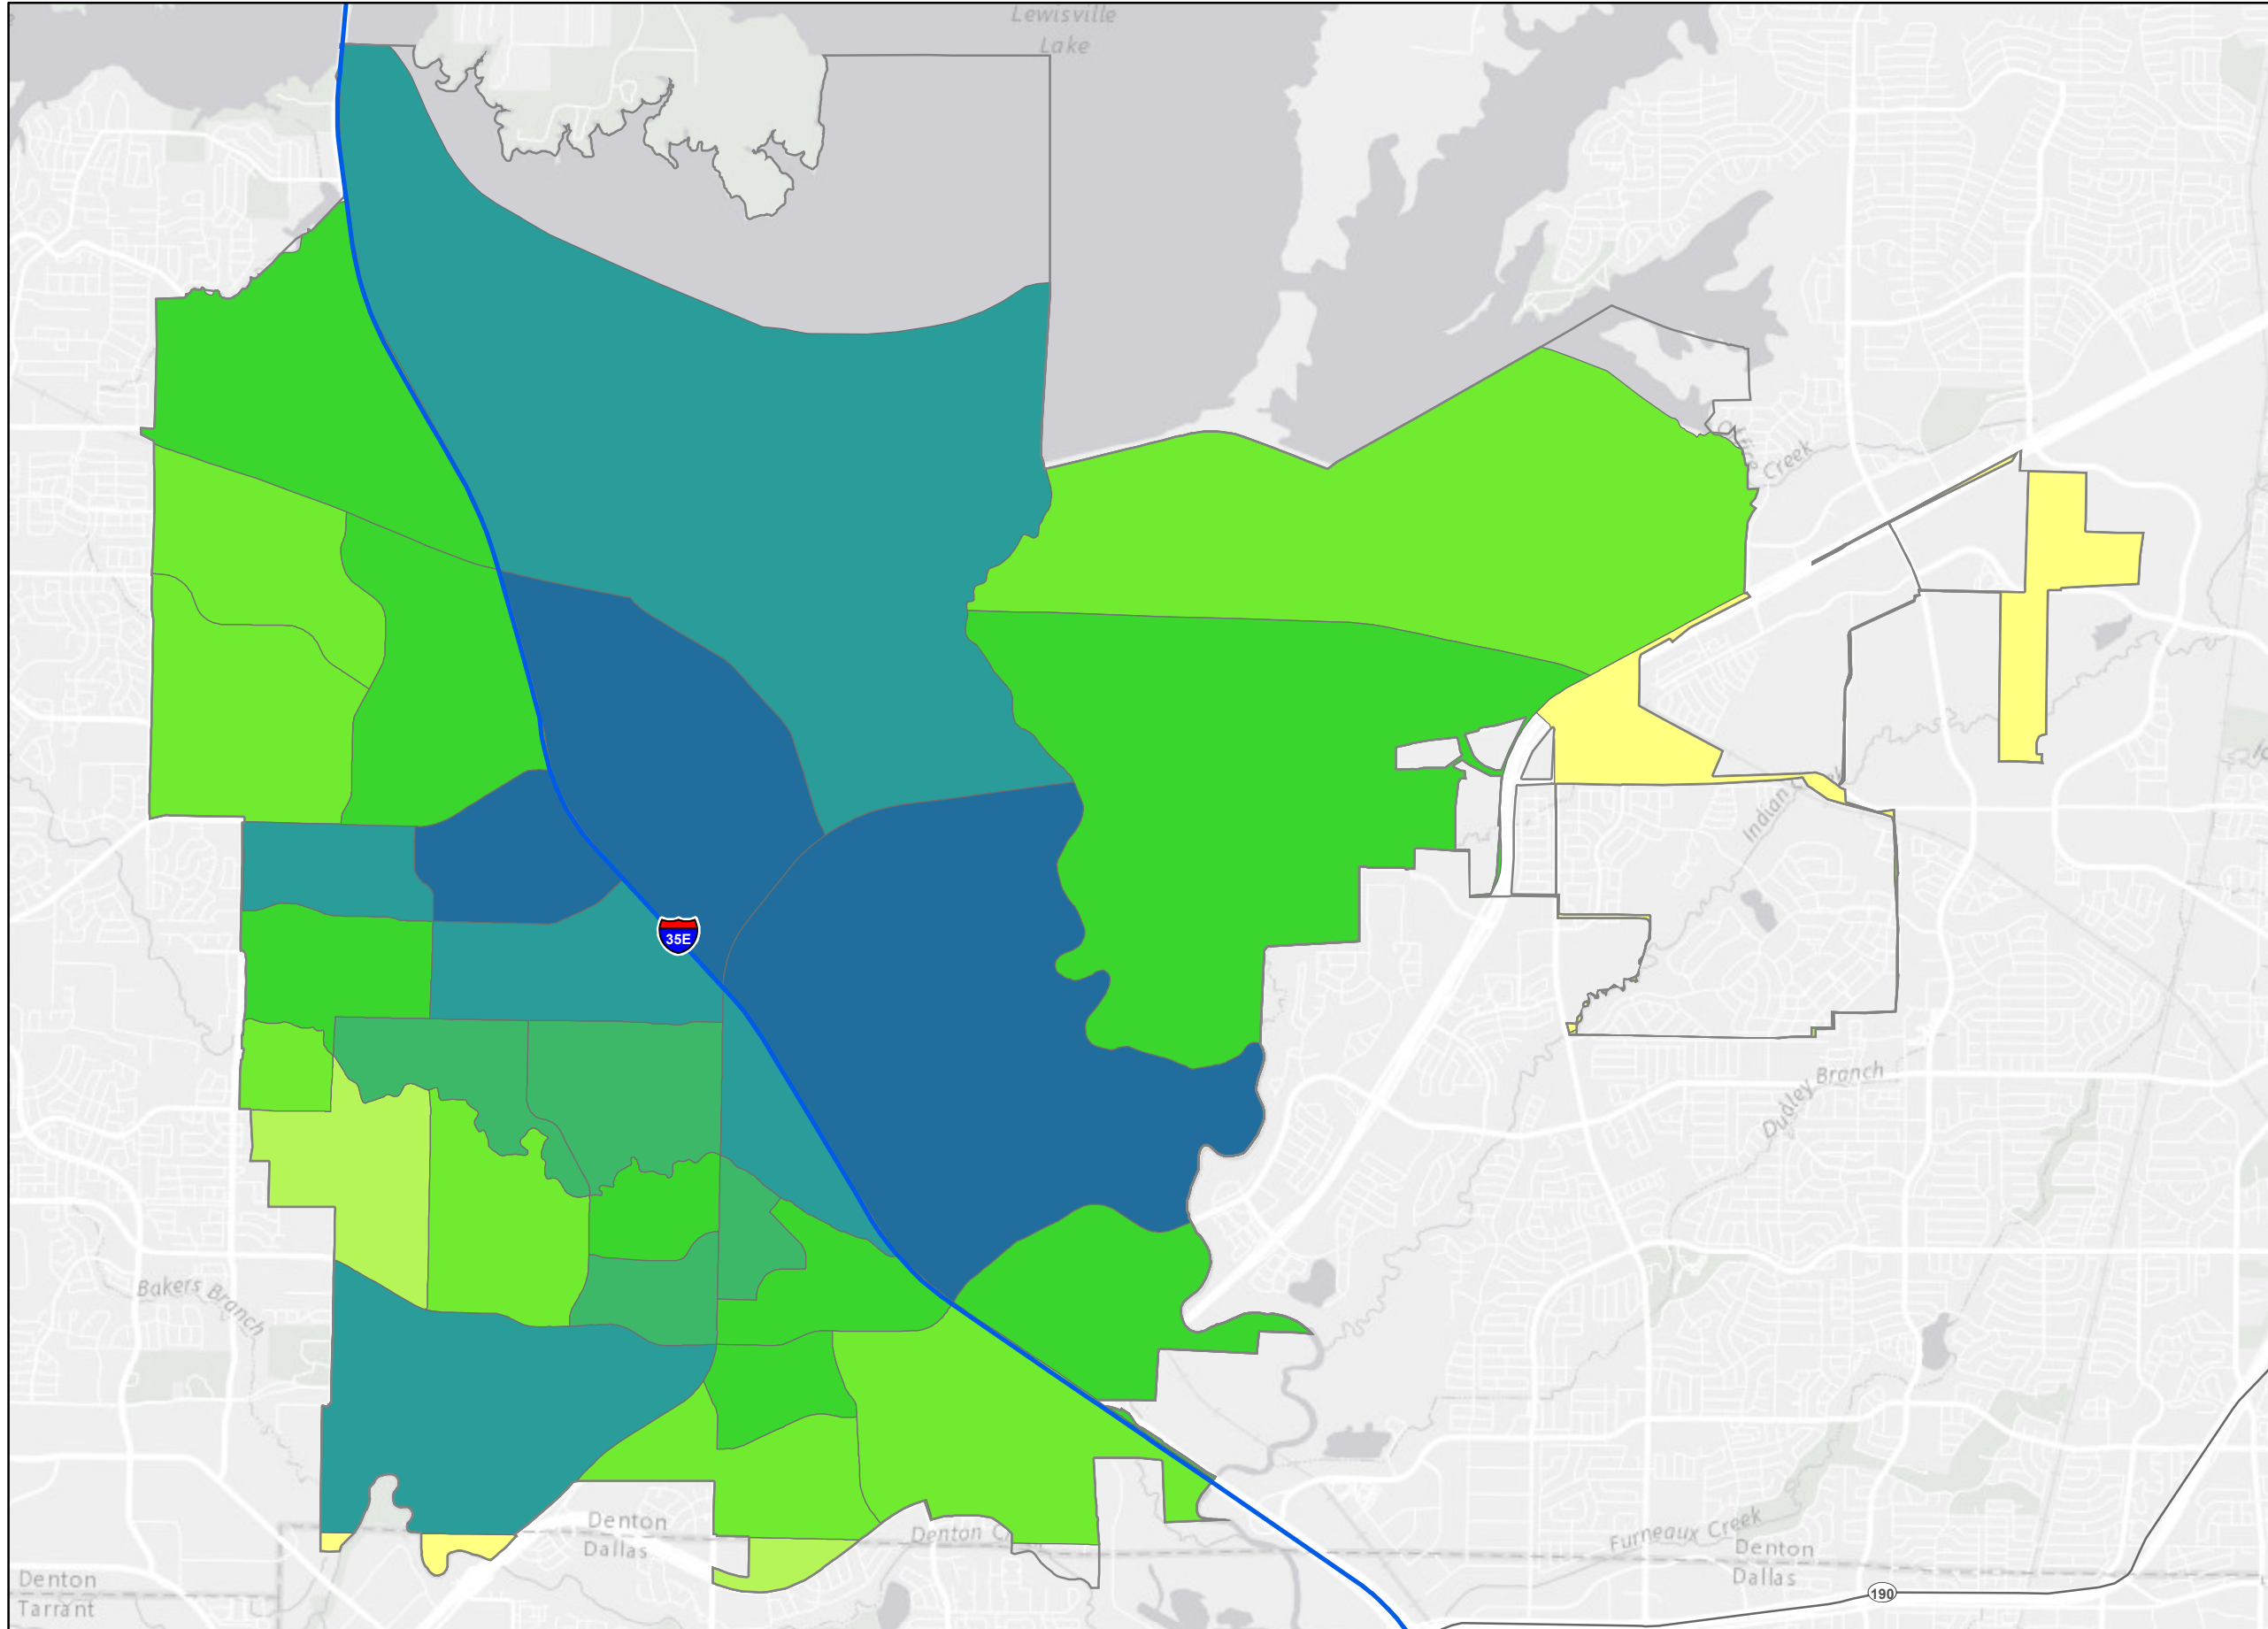 Lewisville
Lake
Creek
35E
Indian Creek
Dudley Branch
Bakers Branch
Denton
Dallas
Denton
Furneaux Creek
Denton
Dallas
Denton
Tarrant
190